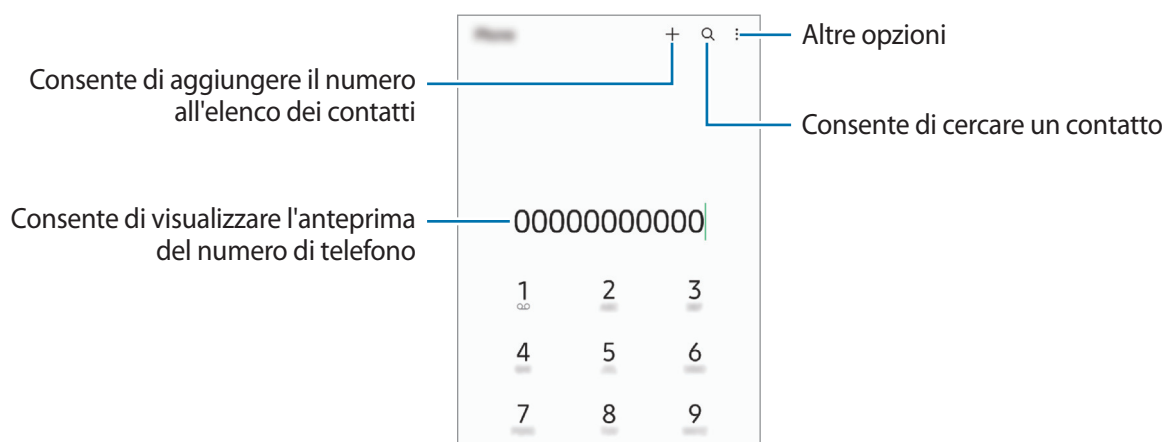 Altre opzioni
Consente di aggiungere il numero
all'elenco dei contatti
Consente di cercare un contatto
Consente di visualizzare l'anteprima
del numero di telefono
00000000000
1 2 3
4 5 6
7 8 9